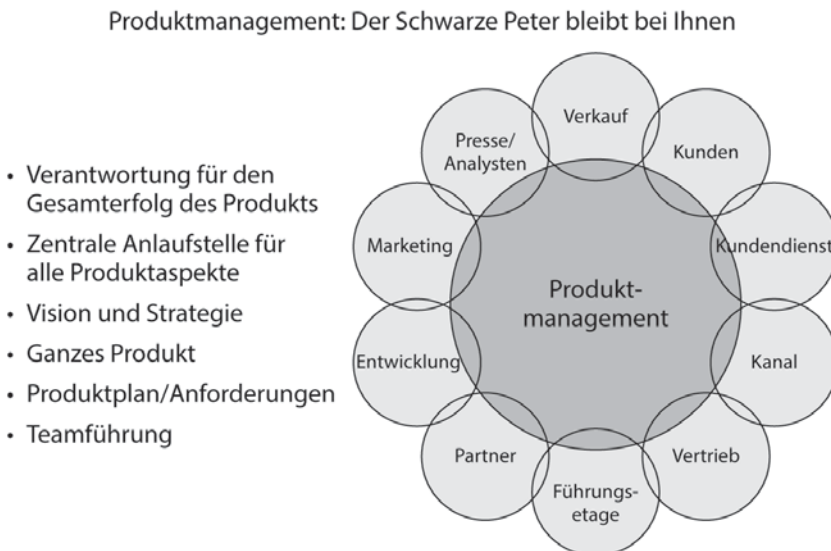 Produktmanagement: Der Schwarze Peter bleibt bei Ihnen
• Verantwortung für den
Gesamterfolg des Produkts
• Zentrale Anlaufstelle für
alle Produktaspekte
• Vision und Strategie
• Ganzes Produkt
• Produktplan/Anforderungen
• Teamführung
Verkauf
Kunden
Kundendienst
Kanal
Vertrieb
Führungs-
etage
Partner
Entwicklung
Marketing
Presse/
Analysten
Produkt-
management